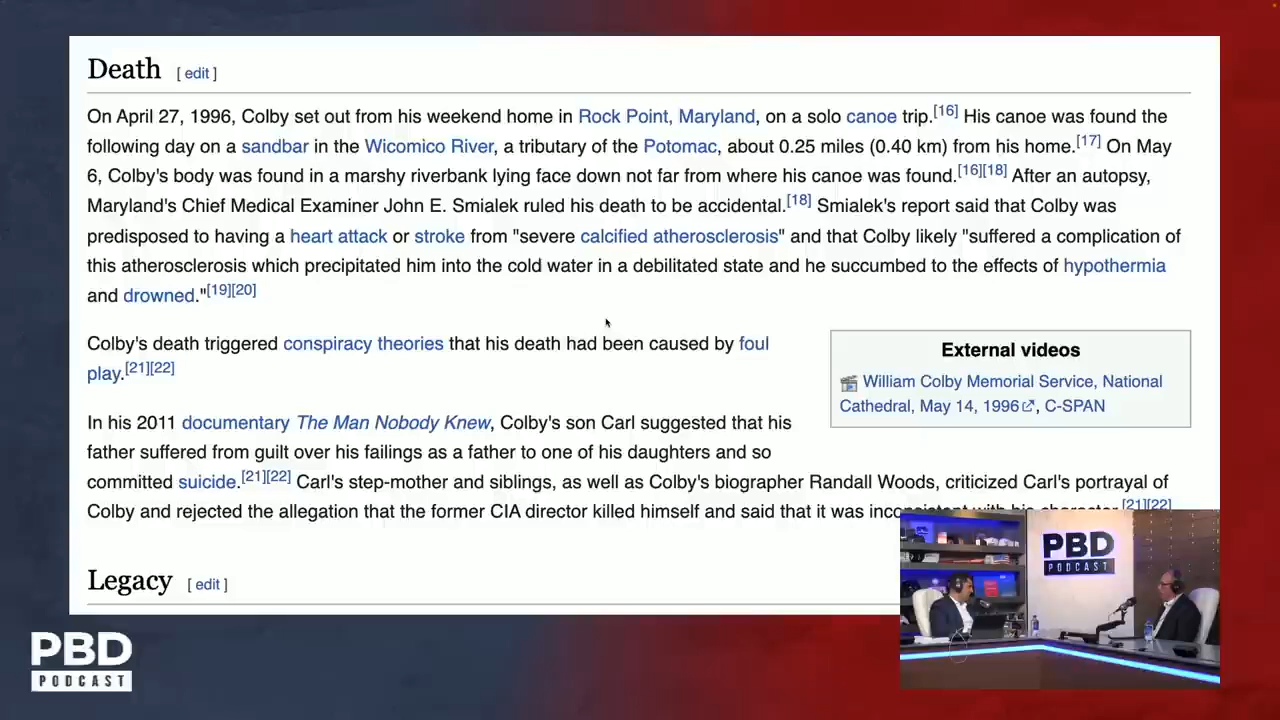 Death [ edit ]
On April 27, 1996, Colby set out from his weekend home in Rock Point, Maryland, on a solo canoe trip.[16] His canoe was found the
following day on a sandbar in the Wicomico River, a tributary of the Potomac, about 0.25 miles (0.40 km) from his home.[17] On May
6, Colby's body was found in a marshy riverbank lying face down not far from where his canoe was found.[16][18] After an autopsy,
Maryland's Chief Medical Examiner John E. Smialek ruled his death to be accidental.[18] Smialek's report said that Colby was
predisposed to having a heart attack or stroke from "severe calcified atherosclerosis" and that Colby likely "suffered a complication of
this atherosclerosis which precipitated him into the cold water in a debilitated state and he succumbed to the effects of hypothermia
and drowned."[19][20]
Colby's death triggered conspiracy theories that his death had been caused by foul
play.[21][22]
External videos
William Colby Memorial Service, National
Cathedral, May 14, 1996, C-SPAN
In his 2011 documentary The Man Nobody Knew, Colby's son Carl suggested that his
father suffered from guilt over his failings as a father to one of his daughters and so
committed suicide.[21][22] Carl's step-mother and siblings, as well as Colby's biographer Randall Woods, criticized Carl's portrayal of
Colby and rejected the allegation that the former CIA director killed himself and said that it was inconsistent with his character.[21][22]
Legacy [ edit ]
PBD
PODCAST
PBD
PODCAST